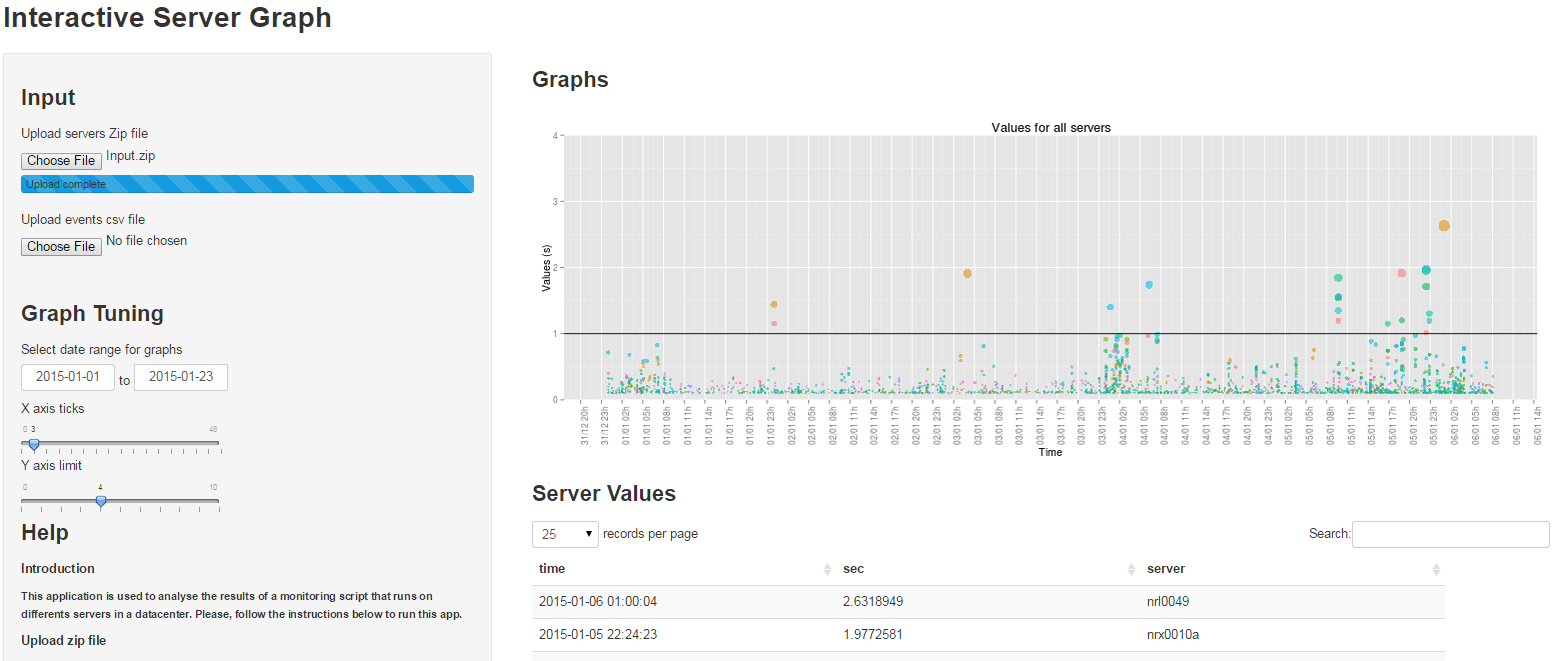 Interactive Server Graph
Input
Upload servers Zip file
Choose File Input.zip
Upload complete
Upload events csv file
Choose File No file chosen
Graph Tuning
Select date range for graphs
2015-01-01 to 2015-01-23
X axis ticks
0 3 48
Y axis limit
0 4 10
Help
Introduction
This application is used to analyse the results of a monitoring script that runs on
differents servers in a datacenter. Please, follow the instructions below to run this app.
Upload zip file
Graphs
Values for all servers
Values (s)
4
3
2
1
0
31/12 20h
31/12 23h
01/01 02h
01/01 05h
01/01 08h
01/01 11h
01/01 14h
01/01 17h
01/01 20h
01/01 23h
02/01 02h
02/01 05h
02/01 08h
02/01 11h
02/01 14h
02/01 17h
02/01 20h
02/01 23h
03/01 02h
03/01 05h
03/01 08h
03/01 11h
03/01 14h
03/01 17h
03/01 20h
03/01 23h
04/01 02h
04/01 05h
04/01 08h
04/01 11h
04/01 14h
04/01 17h
04/01 20h
04/01 23h
05/01 02h
05/01 05h
05/01 08h
05/01 11h
05/01 14h
05/01 17h
05/01 20h
05/01 23h
06/01 02h
06/01 05h
06/01 08h
06/01 11h
06/01 14h
Time
Server Values
25 records per page
Search:
time sec server
2015-01-06 01:00:04 2.6318949 nrl0049
2015-01-05 22:24:23 1.9772581 nrx0010a